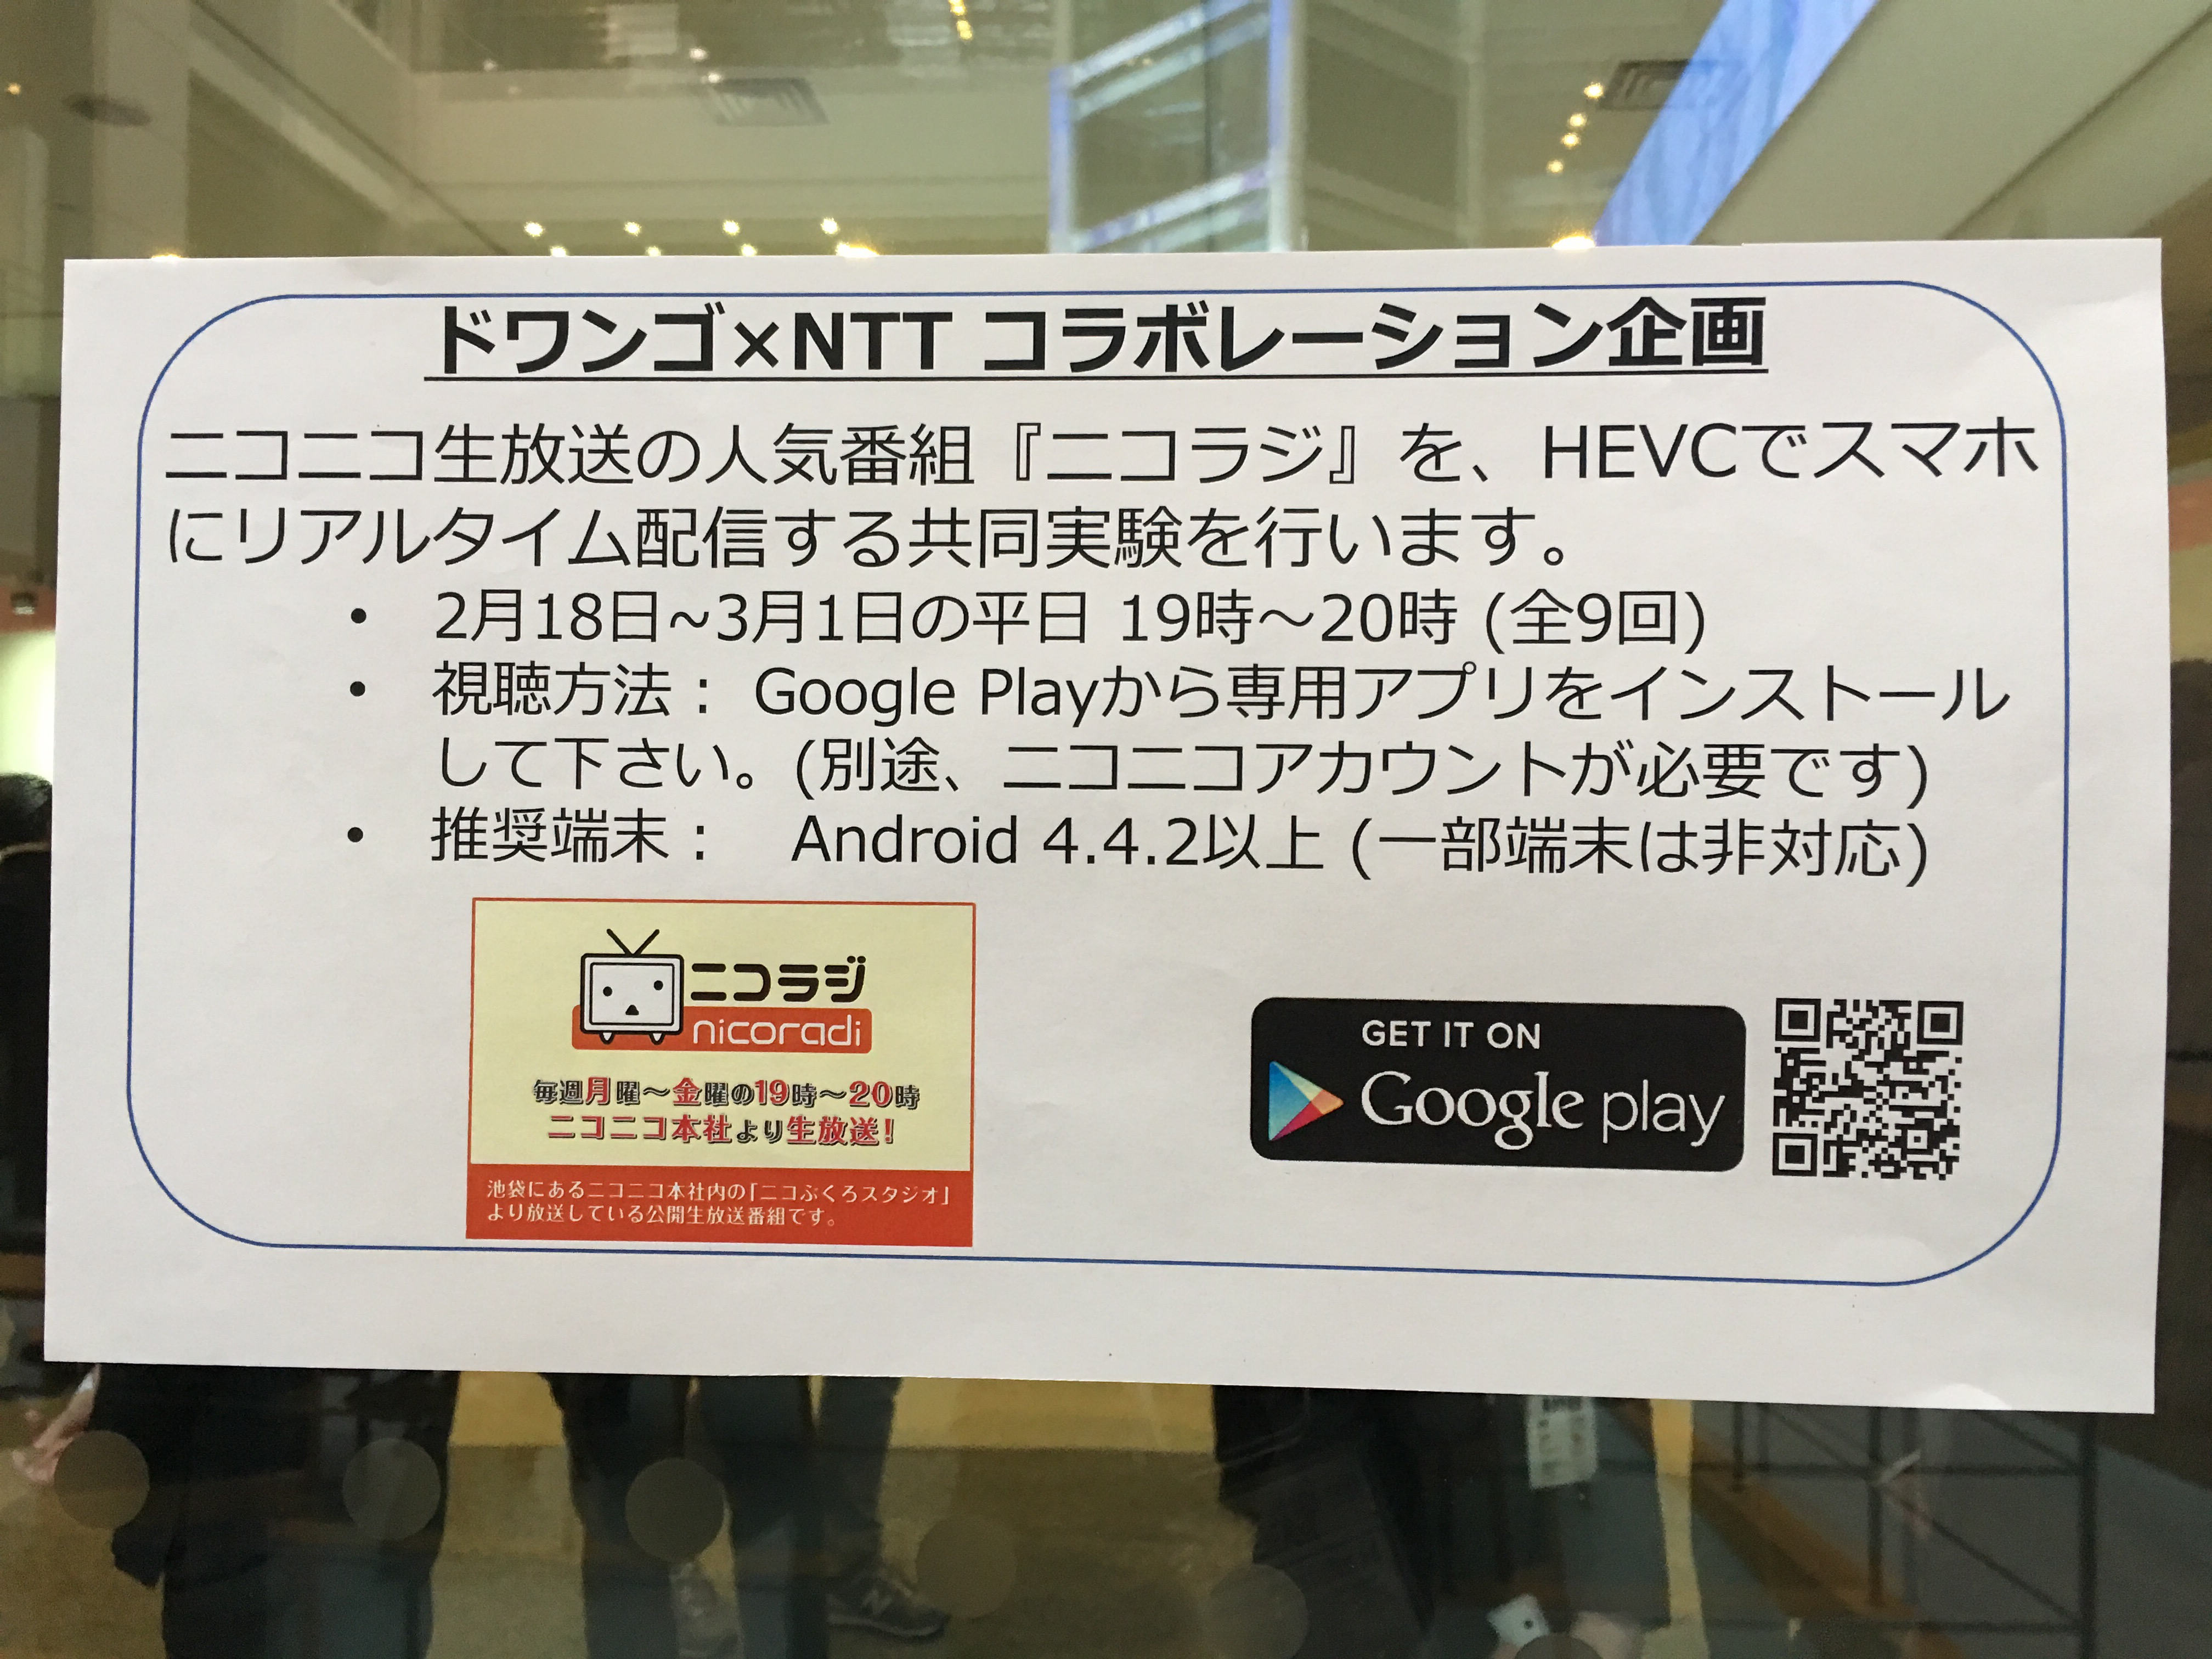 ドワンゴ×NTT コラボレーション企画
ニコニコ生放送の人気番組『ニコラジ』を、HEVCでスマホ
にリアルタイム配信する共同実験を行います。
• 2月18日~3月1日の平日 19時～20時 (全9回)
• 視聴方法： Google Playから専用アプリをインストール
して下さい。(別途、ニコニコアカウントが必要です)
• 推奨端末： Android 4.4.2以上 (一部端末は非対応)
ニコラジ
nicoradi
毎週月曜～金曜の19時～20時
ニコニコ本社より生放送！
池袋にあるニコニコ本社内の「ニコぶくろスタジオ」
より放送している公開生放送番組です。
GET IT ON
Google play